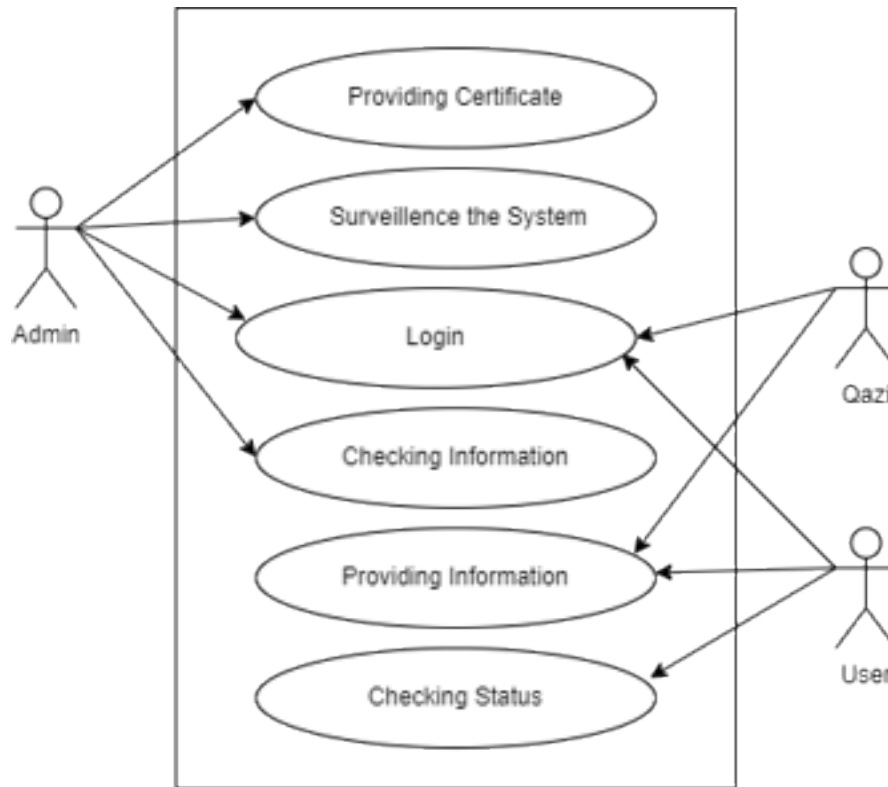 Providing Certificate
Surveillence the System
Admin
Login
Qazi
Checking Information
Providing Information
User
Checking Status